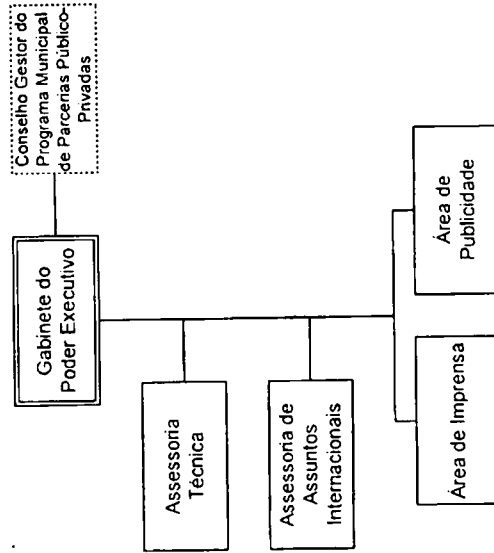 Conselho Gestor do
Programa Municipal
de Parcerias Público-
Privadas
Gabinete do
Poder Executivo
Assessoria
Técnica
Assessoria de
Assuntos
Internacionais
Área de Imprensa
Área de
Publicidade